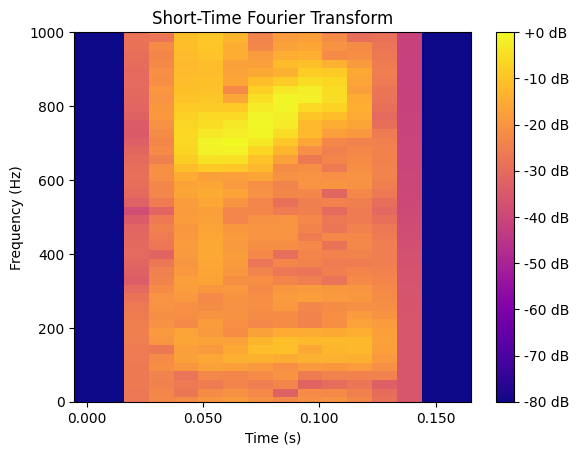 Short-Time Fourier Transform
1000
800
600
400
200
0
Frequency (Hz)
0.000
0.050
0.100
0.150
Time (s)
+0 dB
-10 dB
-20 dB
-30 dB
-40 dB
-50 dB
-60 dB
-70 dB
-80 dB